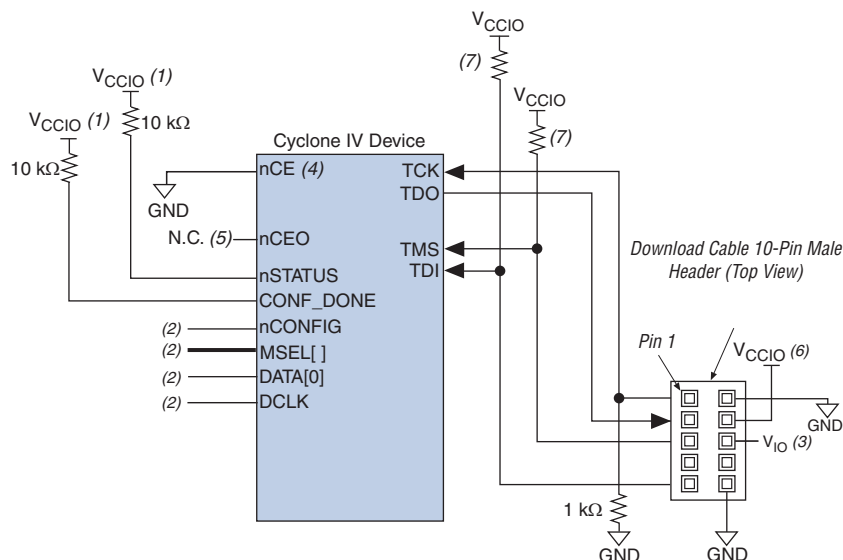 VCCIO
(7)
VCCIO (1)
VCCIO
VCCIO (1)
10 kΩ
(7)
10 kΩ
Cyclone IV Device
nCE (4)
TCK
GND
TDO
N.C. (5)
nCEO
TMS
Download Cable 10-Pin Male
Header (Top View)
nSTATUS
TDI
CONF_DONE
(2)
nCONFIG
Pin 1
VCCIO (6)
(2)
MSEL[ ]
(2)
DATA[0]
(2)
DCLK
GND
VIO (3)
1 kΩ
GND
GND